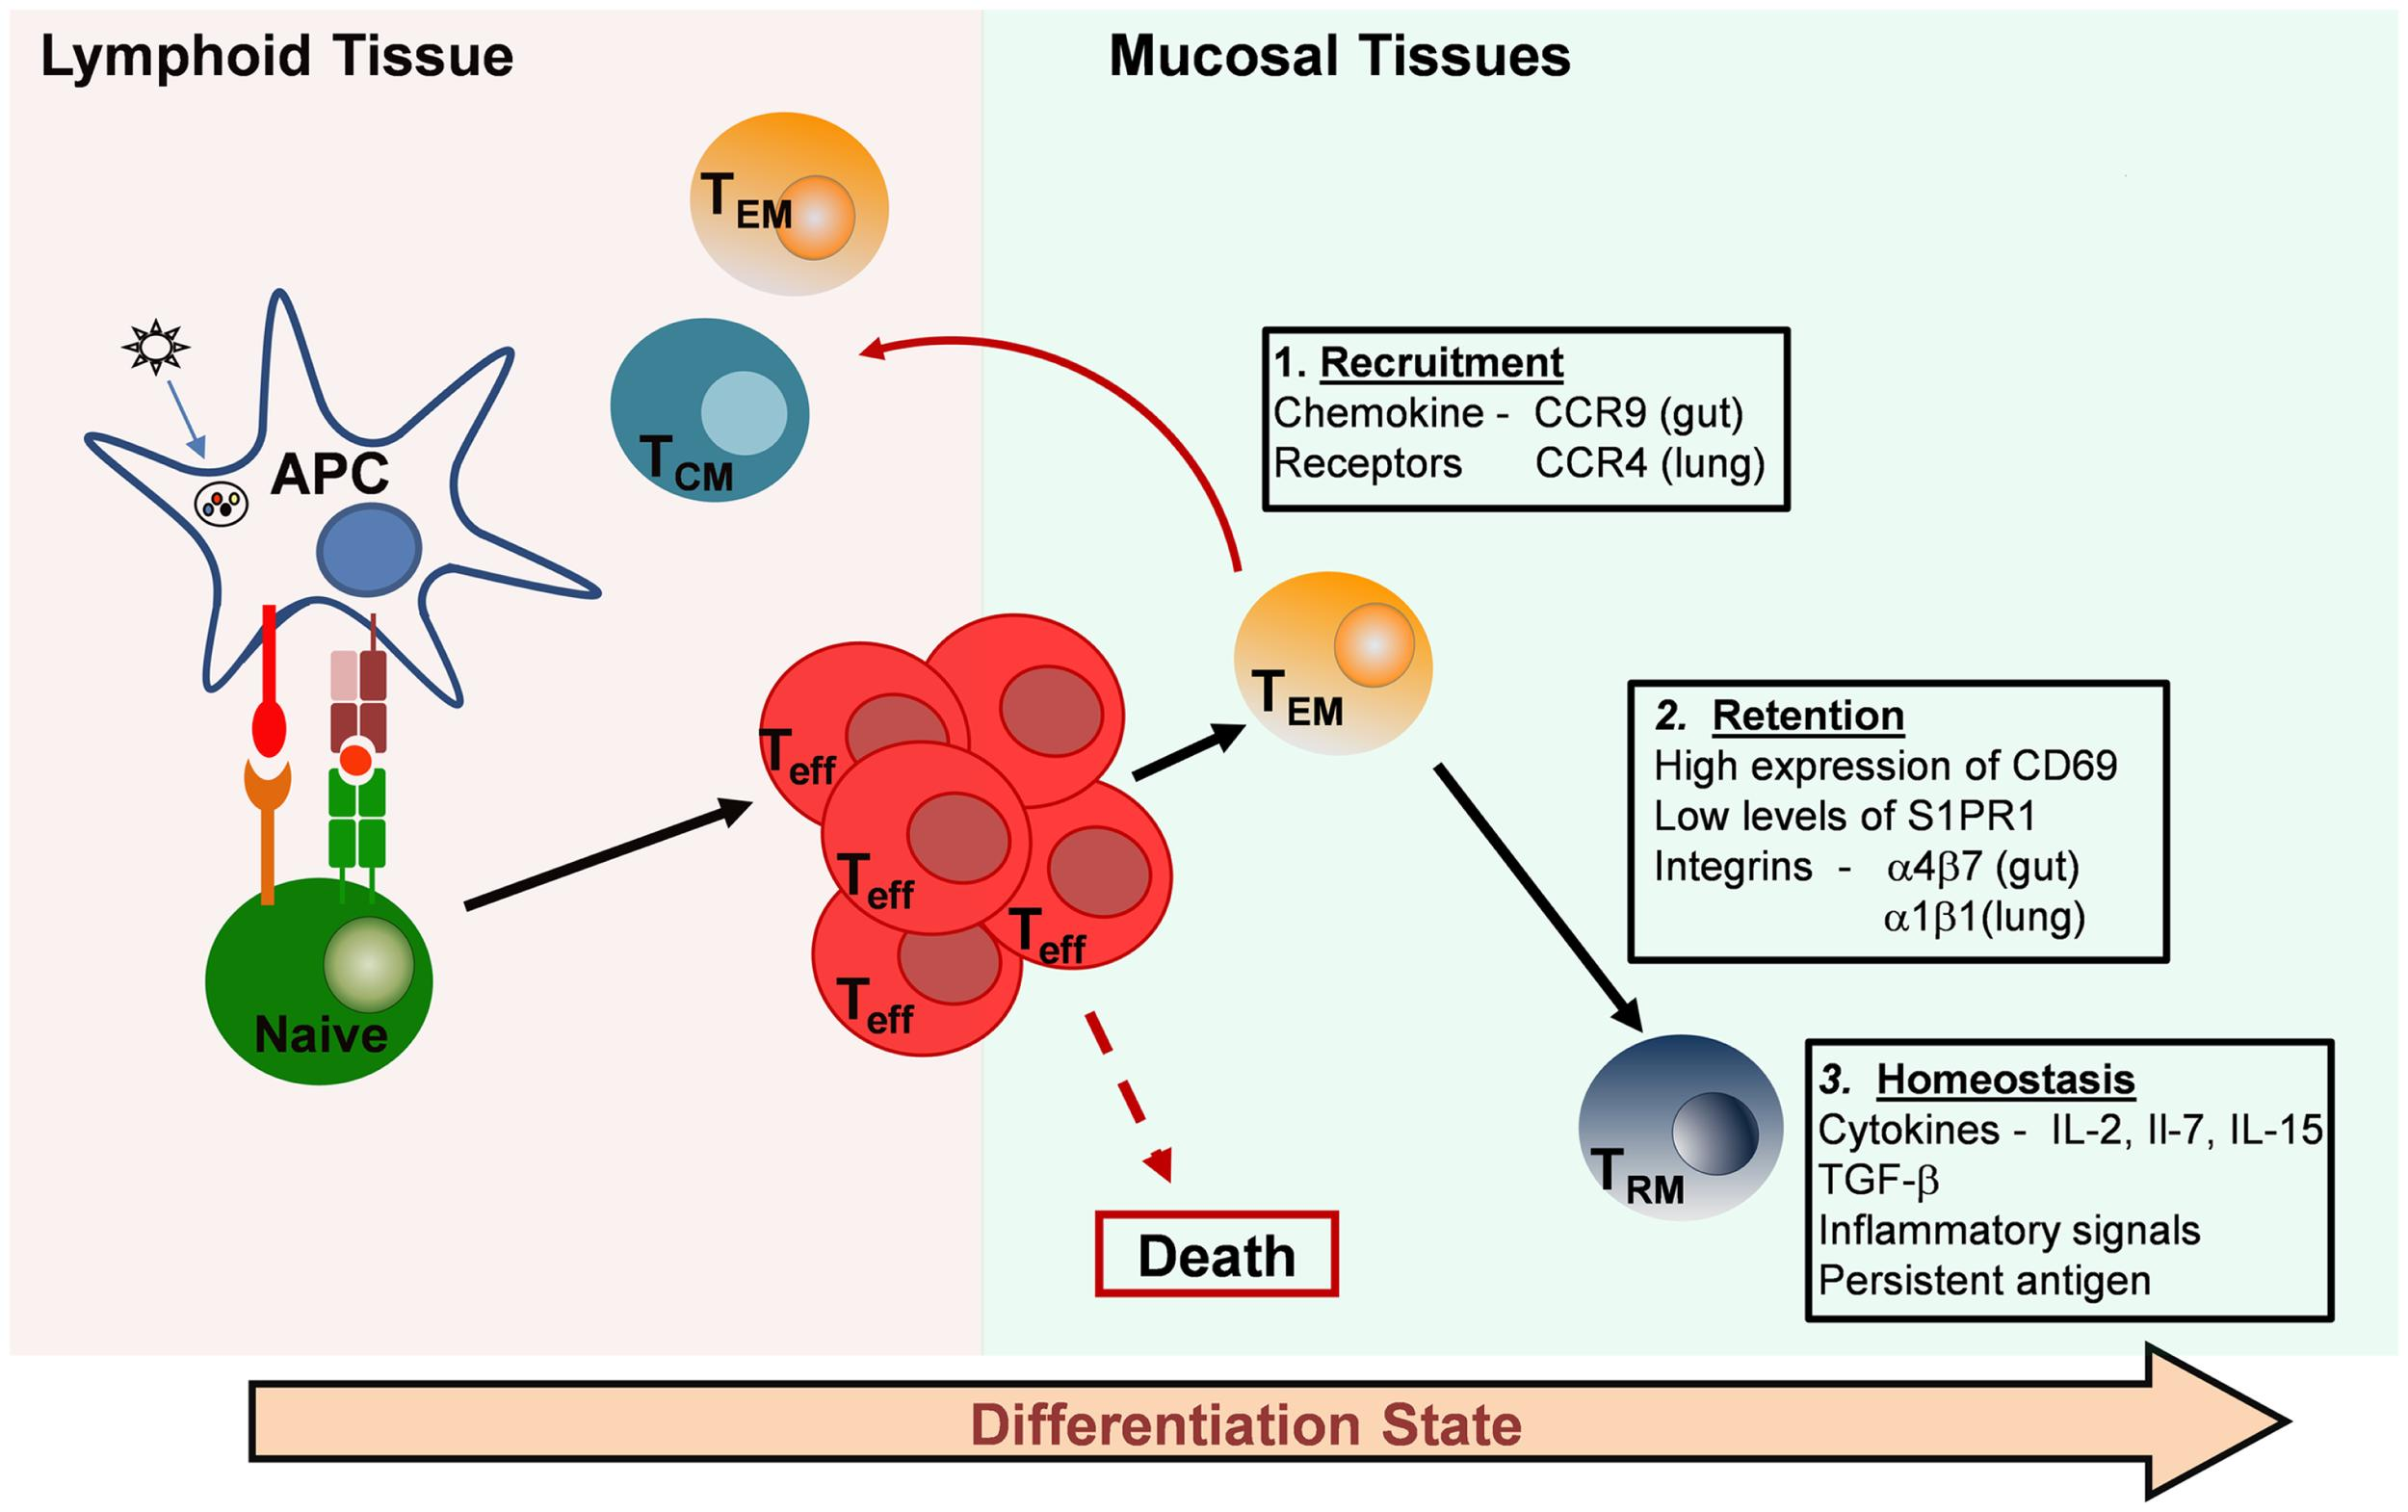 Lymphoid Tissue
Mucosal Tissues
TEM
TCM
APC
Naive
Teff
Teff
Teff
Teff
TEM
1. Recruitment
Chemokine - CCR9 (gut)
Receptors CCR4 (lung)
2. Retention
High expression of CD69
Low levels of S1PR1
Integrins - α4β7 (gut)
α1β1(lung)
TRM
3. Homeostasis
Cytokines - IL-2, Il-7, IL-15
TGF-β
Inflammatory signals
Persistent antigen
Death
Differentiation State